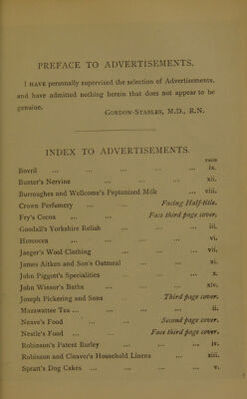 PREFACE TO ADVERTISEMENTS.
I HAVE personally supervised the selection of Advertisements,
and have admitted nothing herein that does not appear to be
genuine.
GORDON-STABLES, M.D., R.N.
INDEX TO ADVERTISEMENTS.
PAGE
Bovril ... ... ... ... ... ix.
Bunter's Nervine ... ... ... ... xii.
Burroughes and Wellcome's Peptonized Milk ... viii.
Crown Perfumery ... ... Facing Half-title.
Fry's Cocoa ... ... Face third page cover.
Goodall's Yorkshire Relish ... ... ... iii.
Homocea ... ... ... ... vi.
Jaeger's Wool Clothing ... ... ... vii.
James Aitken and Son's Oatmeal ... ... ... xi.
John Piggott's Specialities ... ... ... x.
John Wissor's Baths ... ... ... xiv.
Joseph Pickering and Sons ... Third page cover.
Mazawattee Tea ... ... ... ... ii.
Neave's Food ... ... Second page cover.
Nestle's Food ... ... Face third page cover.
Robinson's Patent Barley ... ... ... iv.
Robinson and Cleaver's Household Linens ... xiii.
Spratt's Dog Cakes ... ... ... ... v.